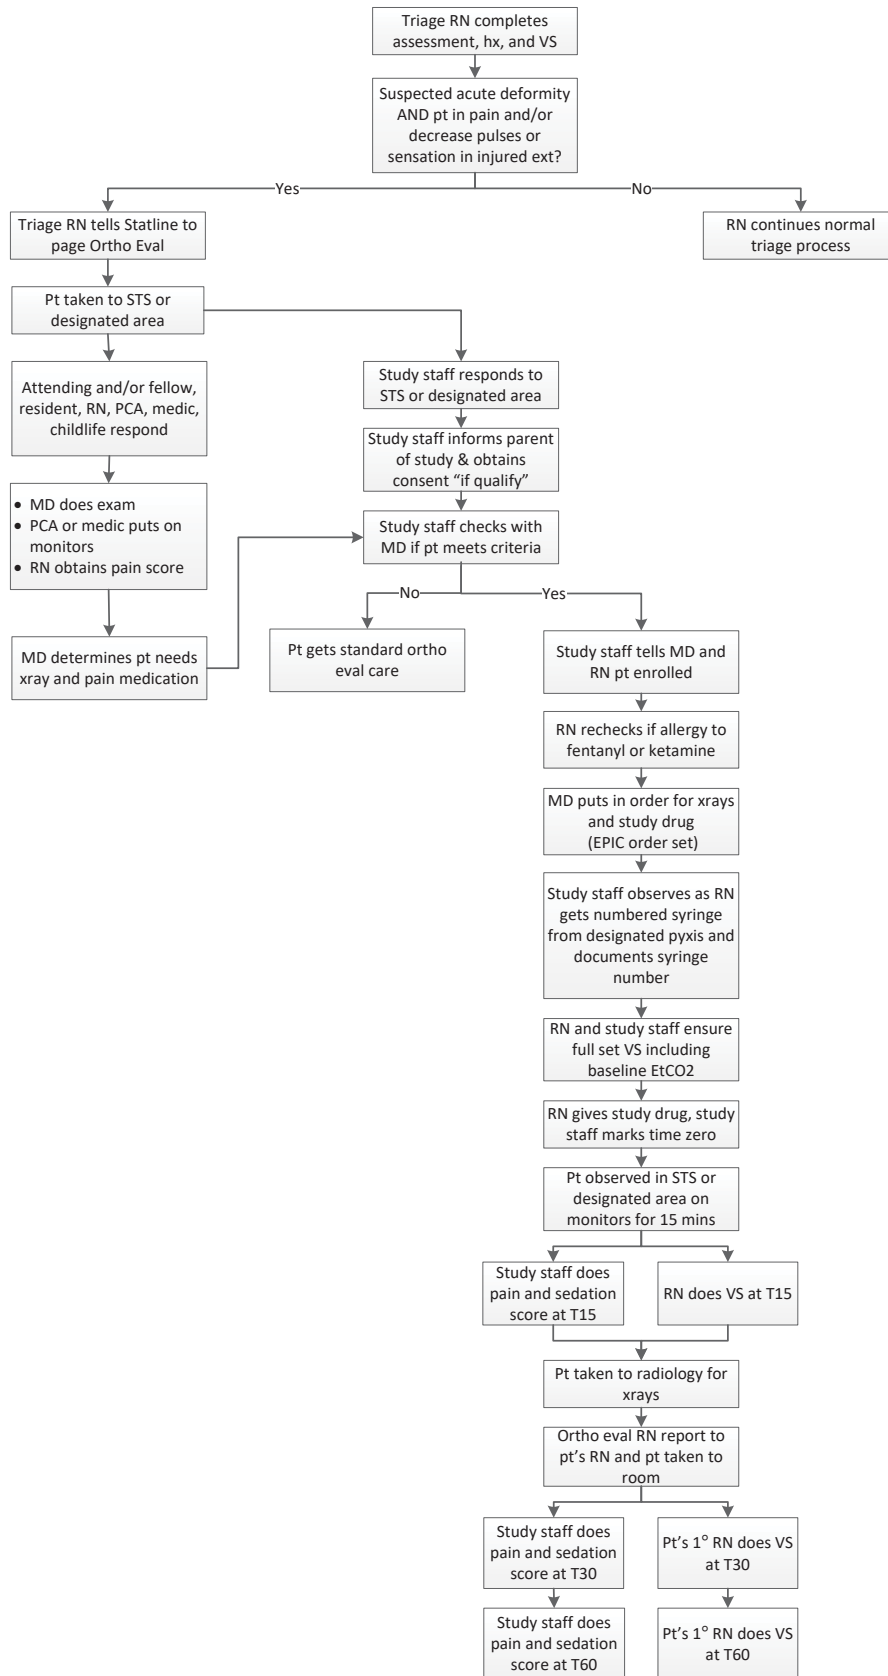 Triage RN completes
assessment, hx, and VS
Suspected acute deformity
AND pt in pain and/or
decrease pulses or
sensation in injured ext?
Yes
No
Triage RN tells Statline to
page Ortho Eval
RN continues normal
triage process
Pt taken to STS or
designated area
Attending and/or fellow,
resident, RN, PCA, medic,
childlife respond
Study staff responds to
STS or designated area
Study staff informs parent
of study & obtains
consent “if qualify”
• MD does exam
• PCA or medic puts on
monitors
• RN obtains pain score
Study staff checks with
MD if pt meets criteria
No
Yes
MD determines pt needs
xray and pain medication
Pt gets standard ortho
eval care
Study staff tells MD and
RN pt enrolled
RN rechecks if allergy to
fentanyl or ketamine
MD puts in order for xrays
and study drug
(EPIC order set)
Study staff observes as RN
gets numbered syringe
from designated pyxis and
documents syringe
number
RN and study staff ensure
full set VS including
baseline EtCO2
RN gives study drug, study
staff marks time zero
Pt observed in STS or
designated area on
monitors for 15 mins
Study staff does
pain and sedation
score at T15
RN does VS at T15
Pt taken to radiology for
xrays
Ortho eval RN report to
pt’s RN and pt taken to
room
Study staff does
pain and sedation
score at T30
Pt’s 1° RN does VS
at T30
Study staff does
pain and sedation
score at T60
Pt’s 1° RN does VS
at T60